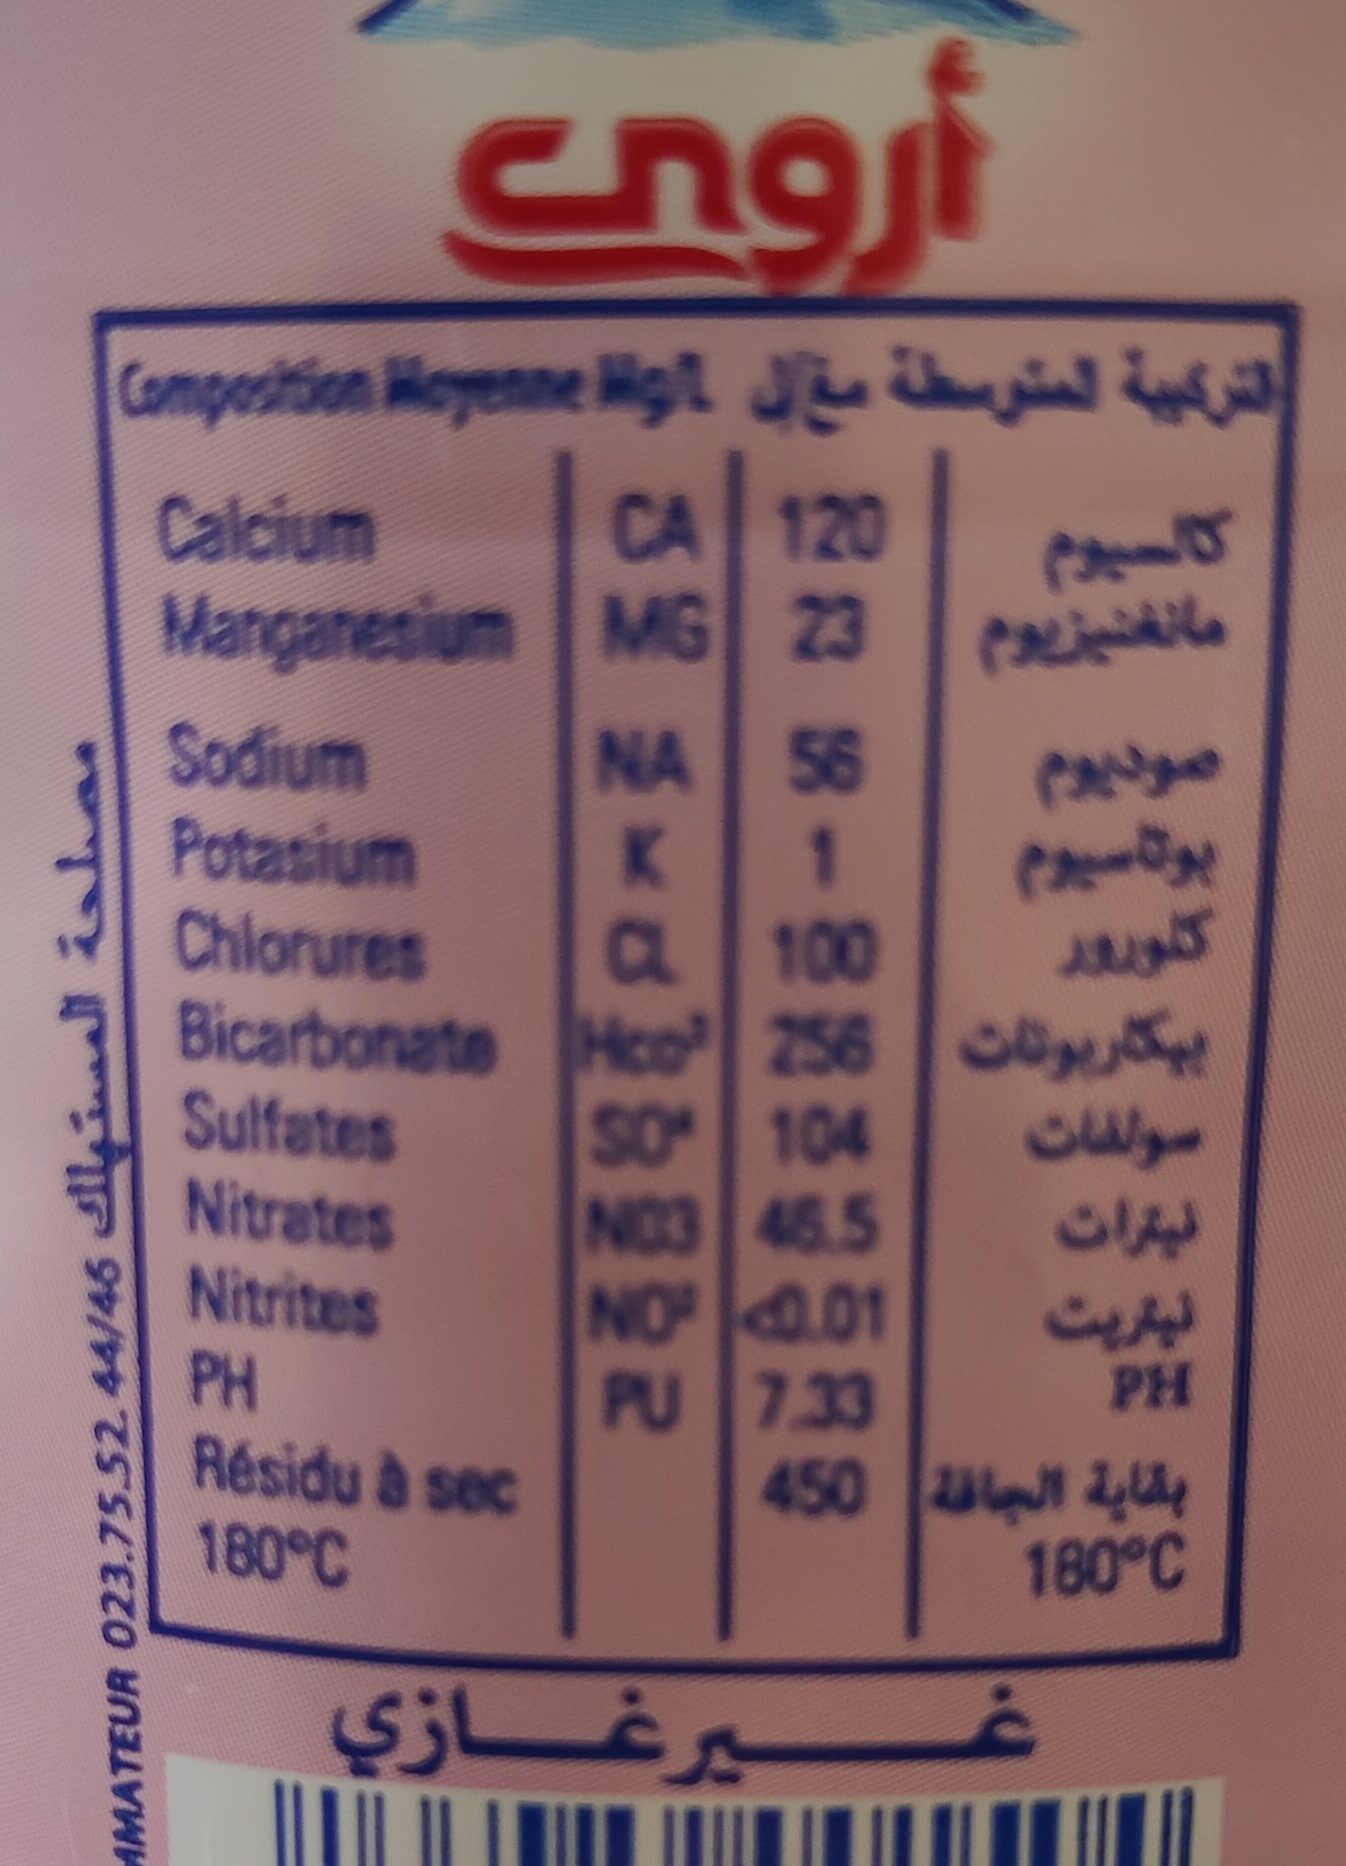 أروى
Composition Moyenne Mg/L التركيبة المتوسطة مغ/ل
Calcium CA 120 كالسيوم
Manganesium MG 23 مانغنيزيوم
Sodium NA 56 صوديوم
Potasium K 1 بوتاسيوم
Chlorures CL 100 كلورور
Bicarbonate Hco³ 256 بيكاربونات
Sulfates SO⁴ 104 سولفات
Nitrates NO3 46.5 نيترات
Nitrites NO² <0.01 نيتريت
PH PU 7.33 PH
Résidu à sec 450 بقاية الجافة
180°C 180°C
غير غازي
023.75.52. 44/46 مصلحة المستهلك